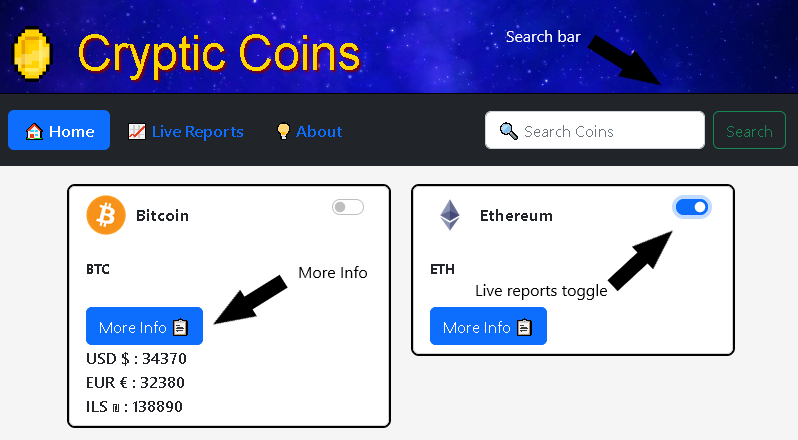 Cryptic Coins
Search bar
Home Live Reports About Search Coins Search
Bitcoin
Ethereum
BTC
More Info
ETH
Live reports toggle
More Info
More Info
USD $ : 34370
EUR € : 32380
ILS ₪ : 138890